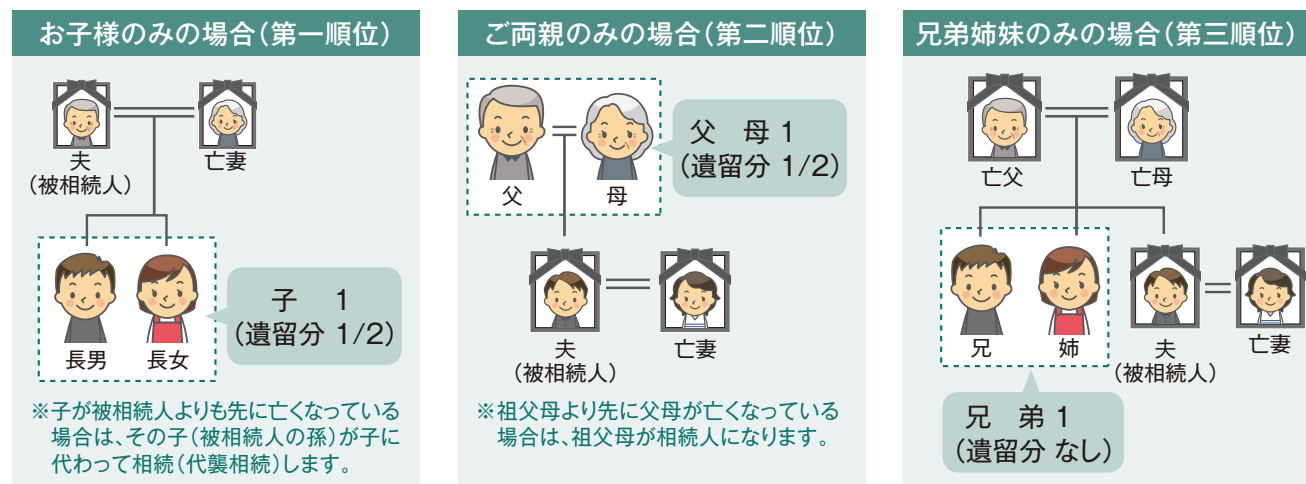 お子様のみの場合（第一順位）
夫
（被相続人）
亡妻
長男
長女
子　1
（遺留分 1/2）
※子が被相続人よりも先に亡くなっている
場合は、その子（被相続人の孫）が子に
代わって相続（代襲相続）します。
ご両親のみの場合（第二順位）
父
母
父　母 1
（遺留分 1/2）
夫
（被相続人）
亡妻
※祖父母より先に父母が亡くなっている
場合は、祖父母が相続人になります。
兄弟姉妹のみの場合（第三順位）
亡父
亡母
兄
姉
夫
（被相続人）
亡妻
兄　弟 1
（遺留分 なし）